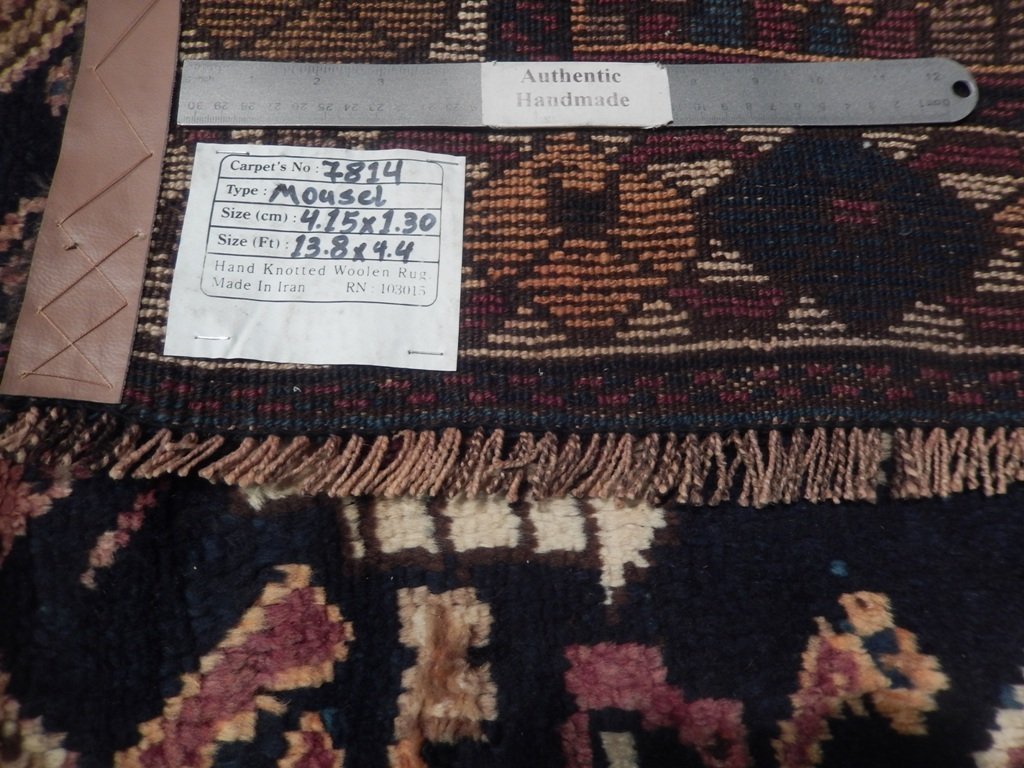 Authentic
Handmade
Carpet's No : 7814
Type : Mousel
Size (cm) : 4.15x1.30
Size (Ft) : 13.8x4.4
Hand Knotted Woolen Rug.
Made In Iran RN : 103015